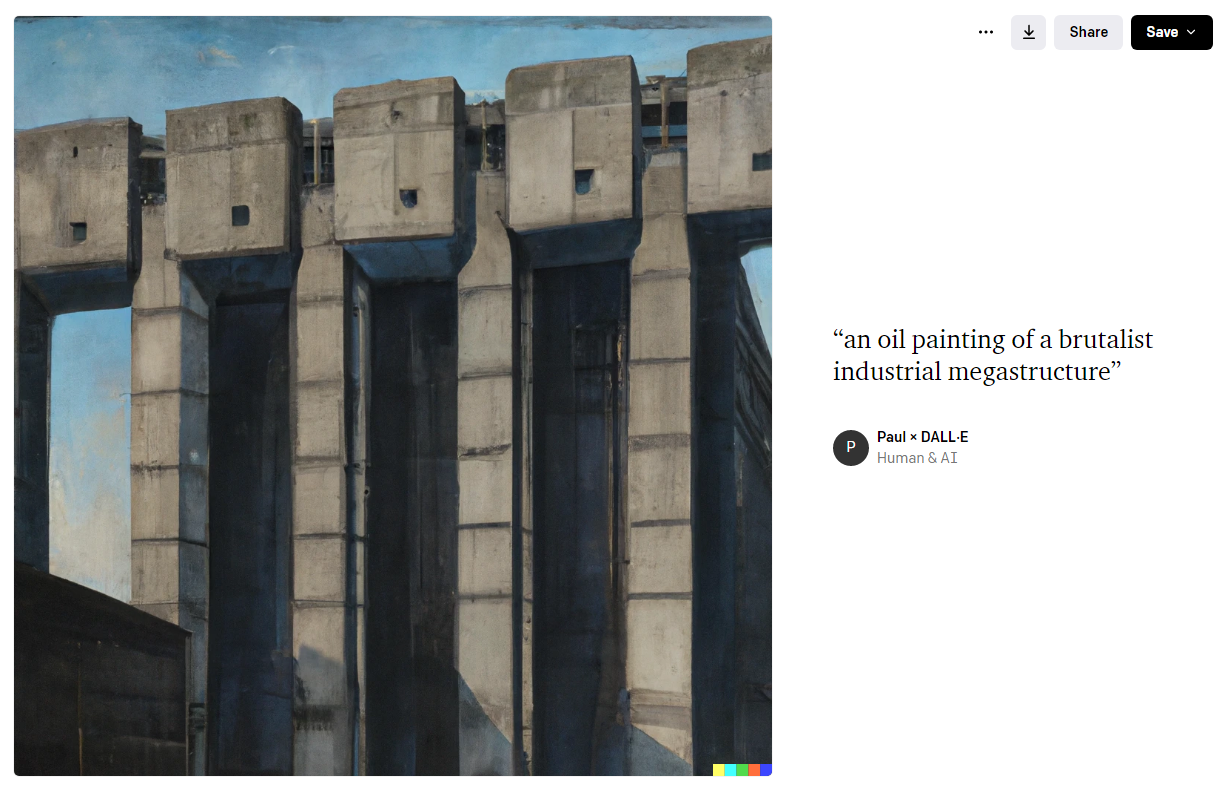 Share
Save
“an oil painting of a brutalist
industrial megastructure”
P
Paul × DALL·E
Human & AI